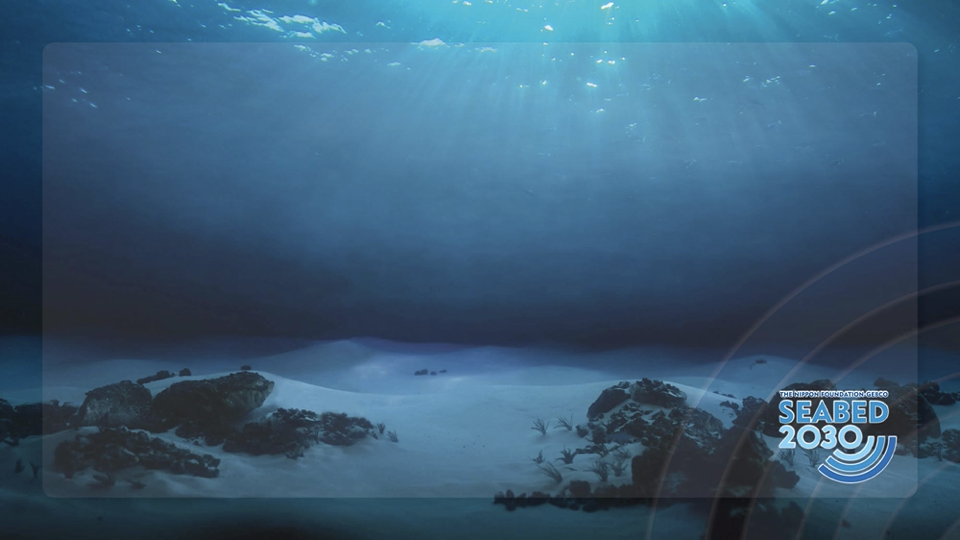 THE NIPPON FOUNDATION-GEBCO
SEABED
2030